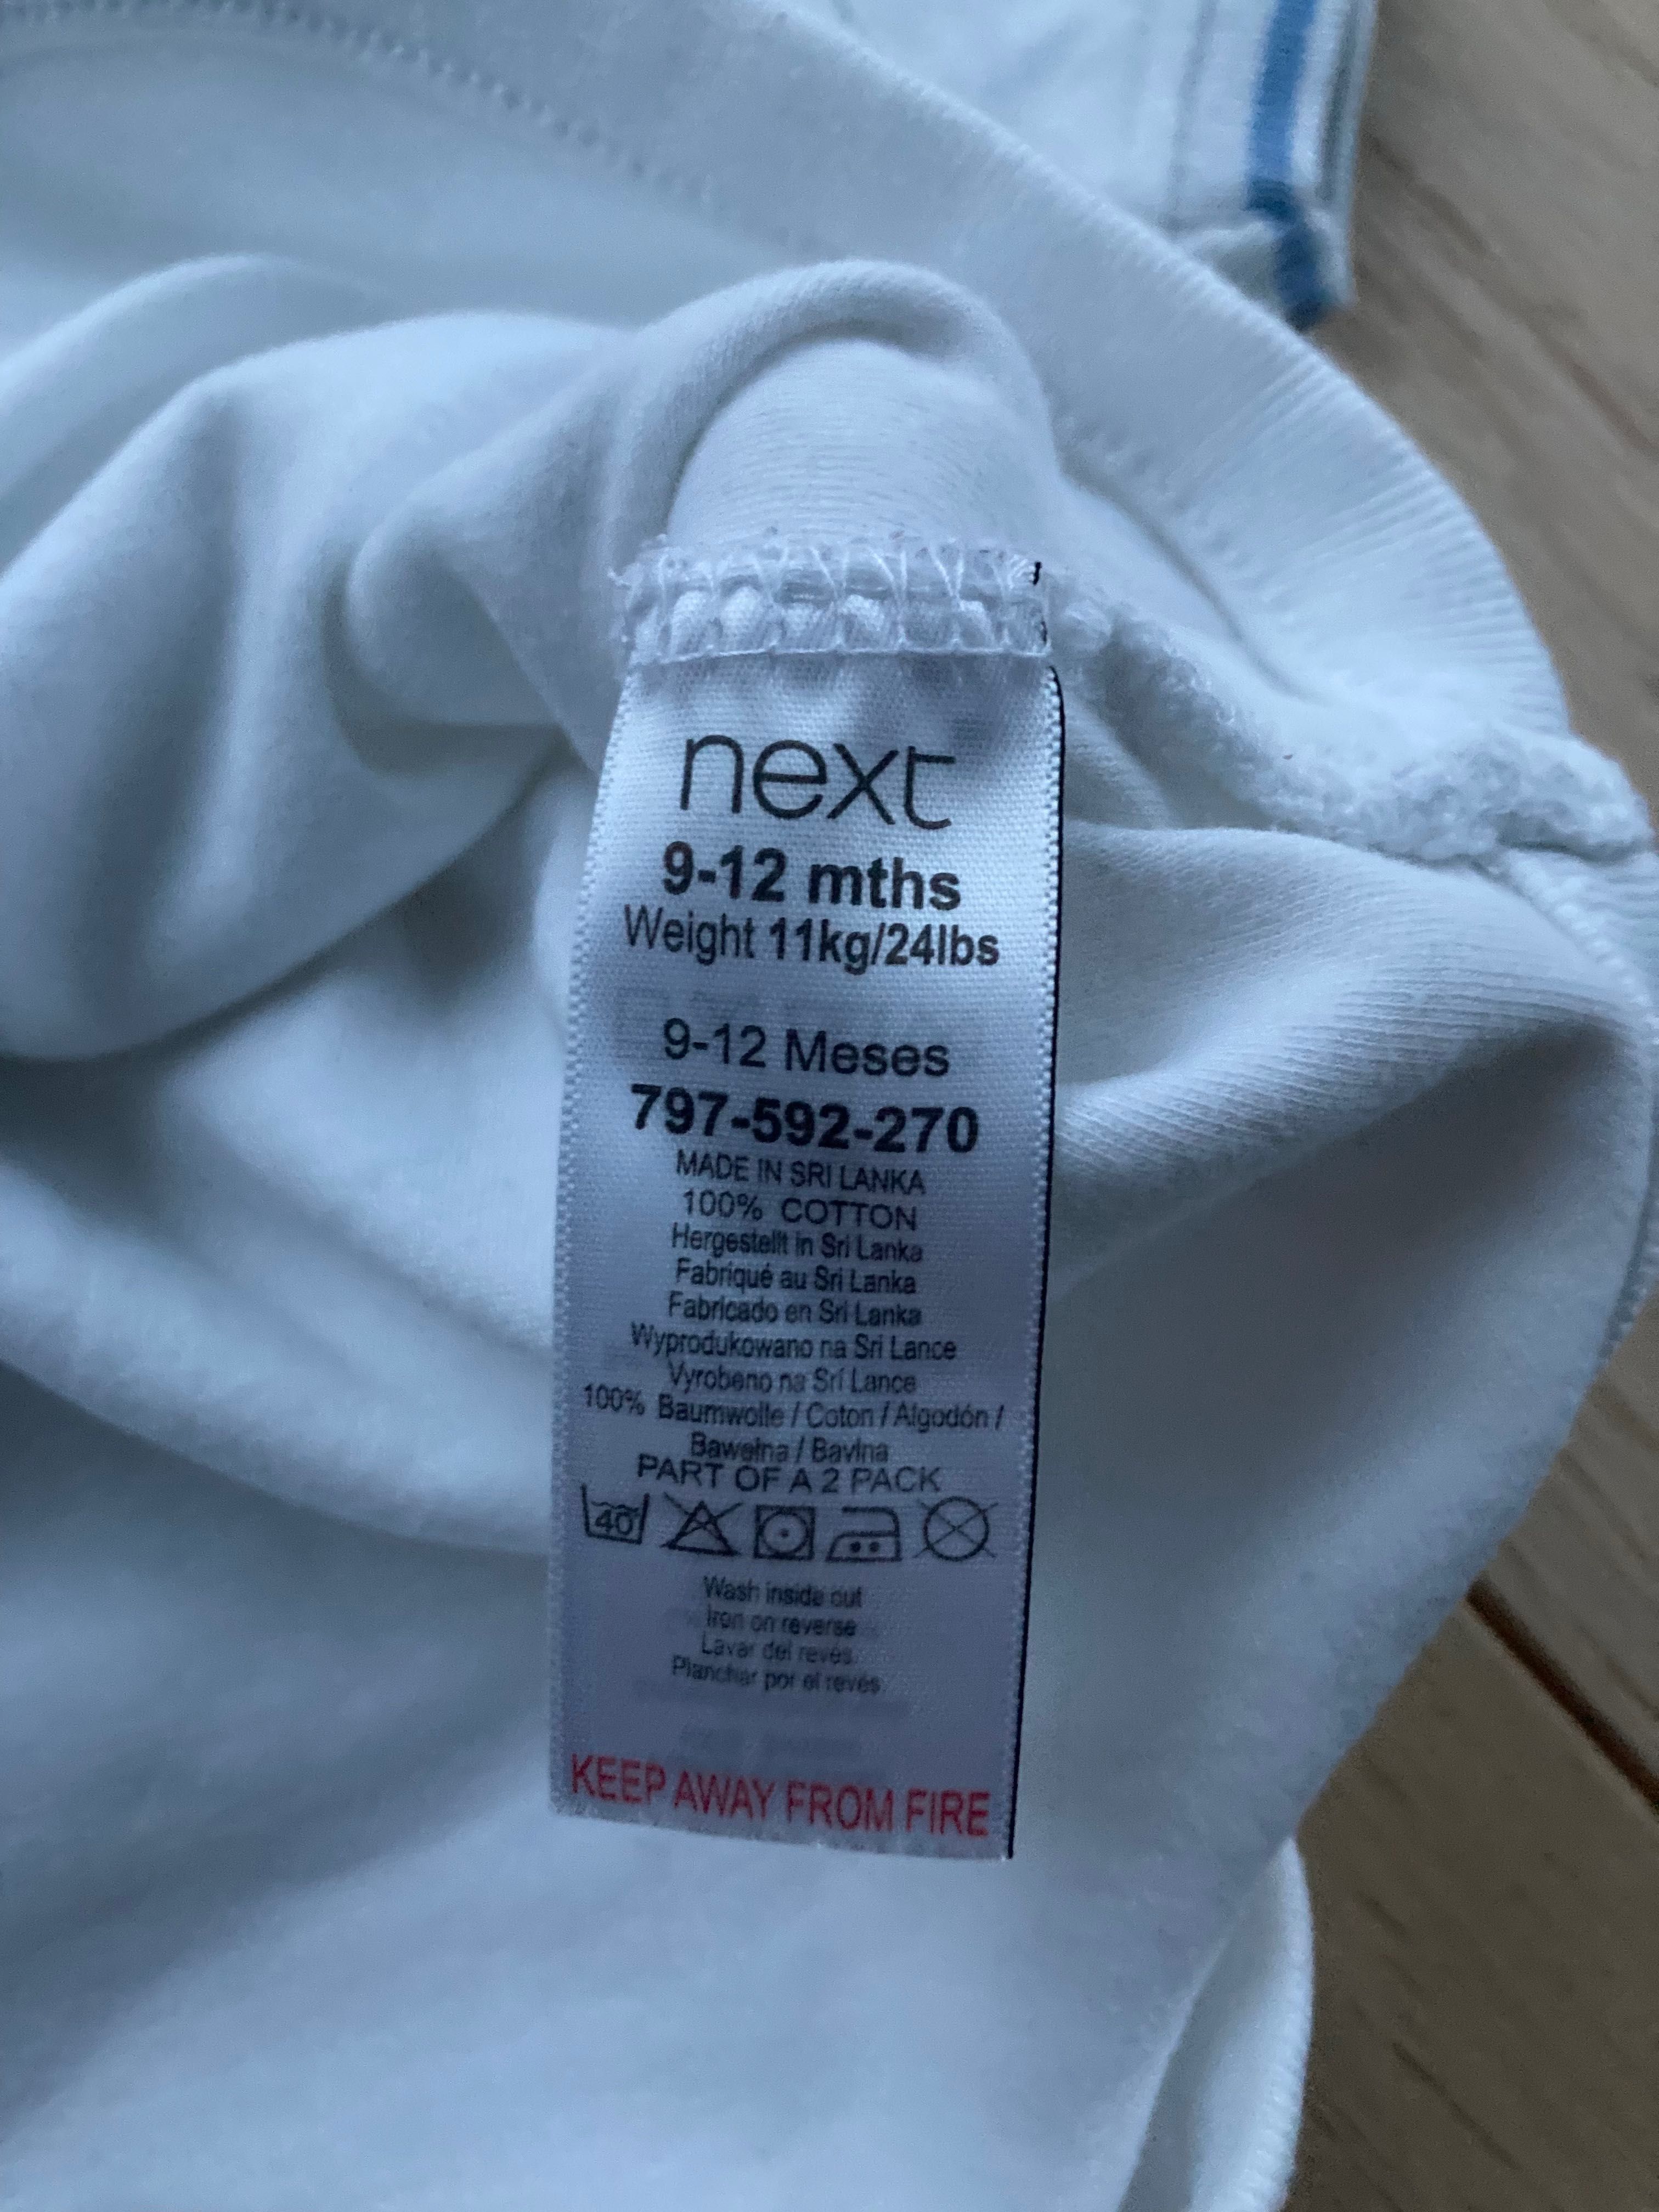 next
9-12 mths
Weight 11kg/24lbs
9-12 Meses
797-592-270
MADE IN SRI LANKA
100% COTTON
Hergestellt in Sri Lanka
Fabriqué au Sri Lanka
Fabricado en Sri Lanka
Wyprodukowano na Sri Lance
Vyrobeno na Srí Lance
100% Baumwolle / Coton / Algodón /
Bawełna / Bavlna
PART OF A 2 PACK
40°
Wash inside out
Iron on reverse
Lavar del revés.
Planchar por el revés.
KEEP AWAY FROM FIRE